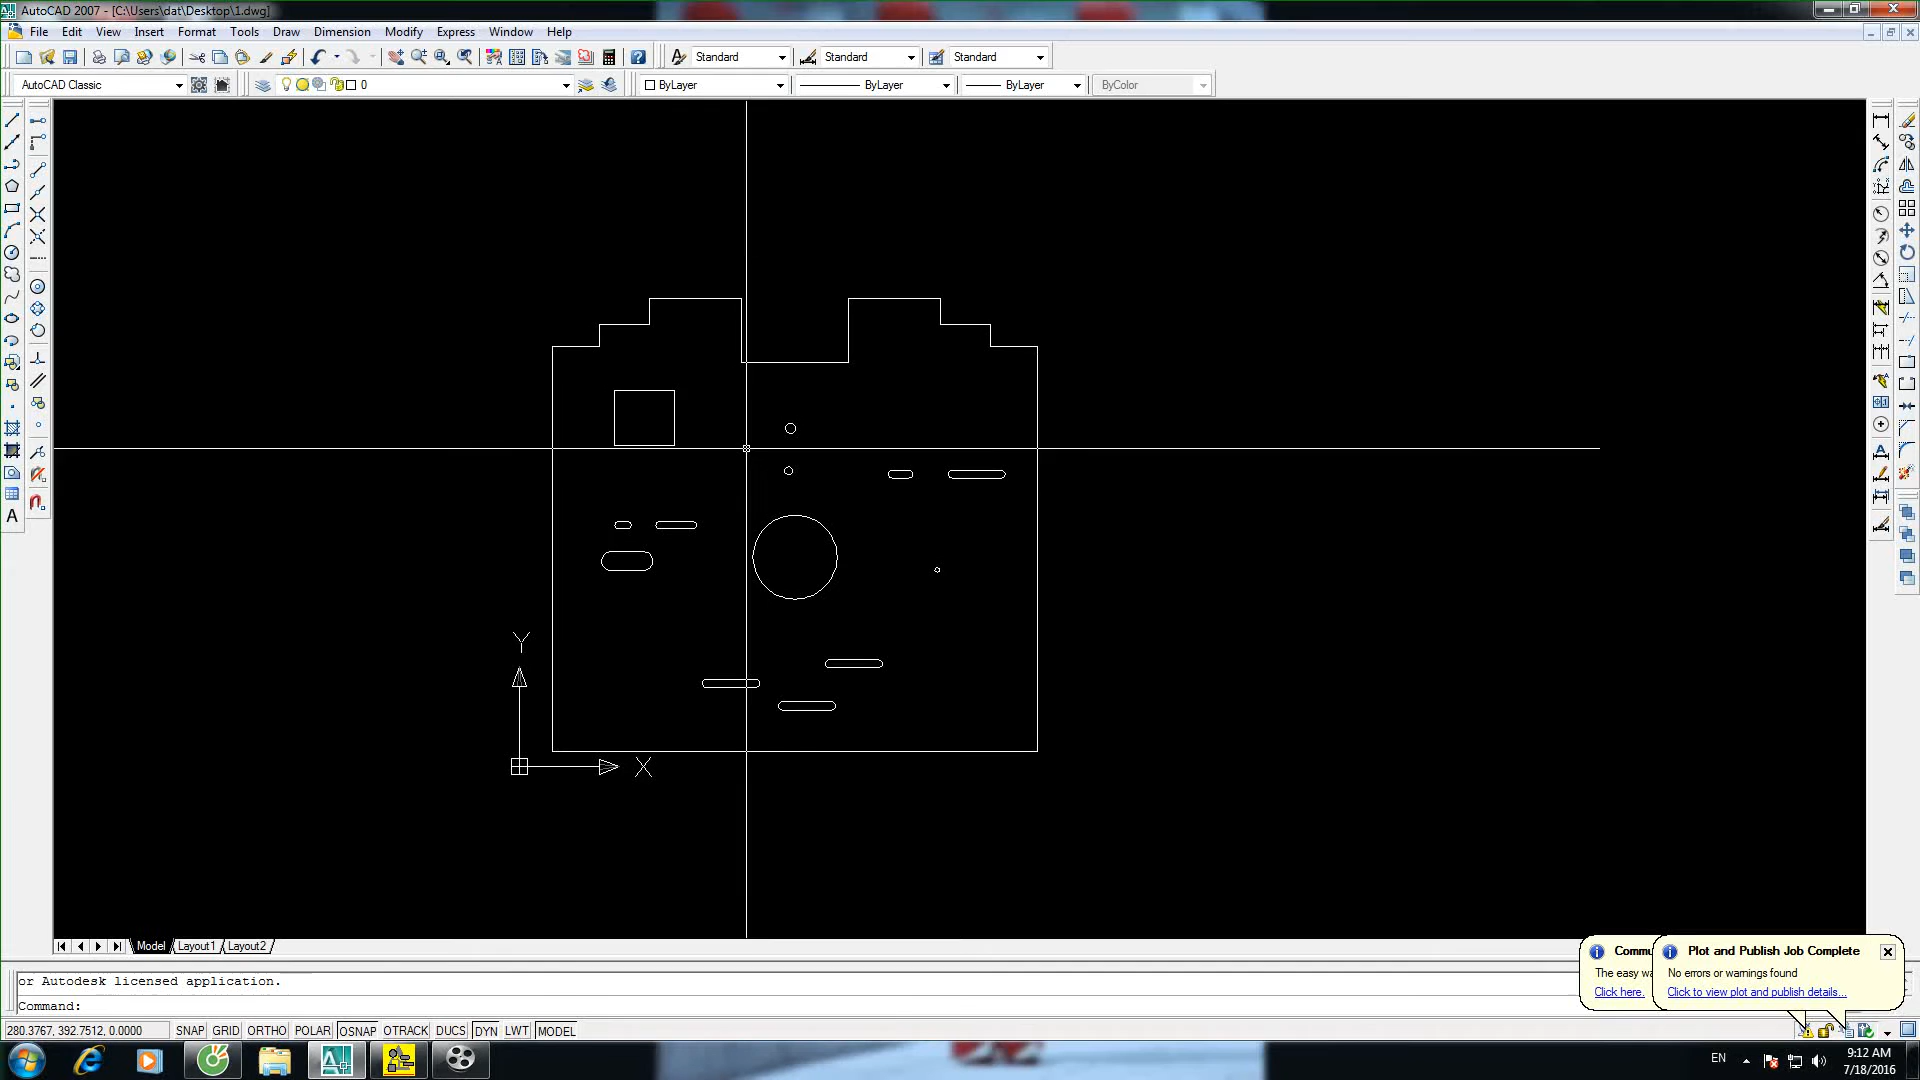 AutoCAD 2007 - [C:\Users\dat\Desktop\1.dwg]
File Edit View Insert Format Tools Draw Dimension Modify Express Window Help
Standard Standard Standard
AutoCAD Classic 0 ByLayer ByLayer ByLayer ByColor
A
A
Y
X
Model Layout1 Layout2
Commu
The easy wa
Click here.
Plot and Publish Job Complete
No errors or warnings found
Click to view plot and publish details...
or Autodesk licensed application.
Command:
280.3767, 392.7512, 0.0000 SNAP GRID ORTHO POLAR OSNAP OTRACK DUCS DYN LWT MODEL
EN
9:12 AM
7/18/2016